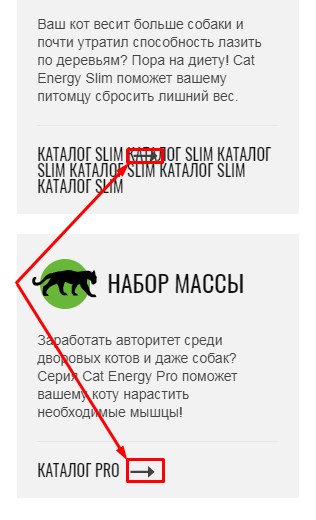 Ваш кот весит больше собаки и
почти утратил способность лазить
по деревьям? Пора на диету! Cat
Energy Slim поможет вашему
питомцу сбросить лишний вес.
КАТАЛОГ SLIM КАТАЛОГ SLIM КАТАЛОГ
SLIM КАТАЛОГ SLIM КАТАЛОГ SLIM
КАТАЛОГ SLIM
НАБОР МАССЫ
Заработать авторитет среди
дворовых котов и даже собак?
Серия Cat Energy Pro поможет
вашему коту нарастить
необходимые мышцы!
КАТАЛОГ PRO